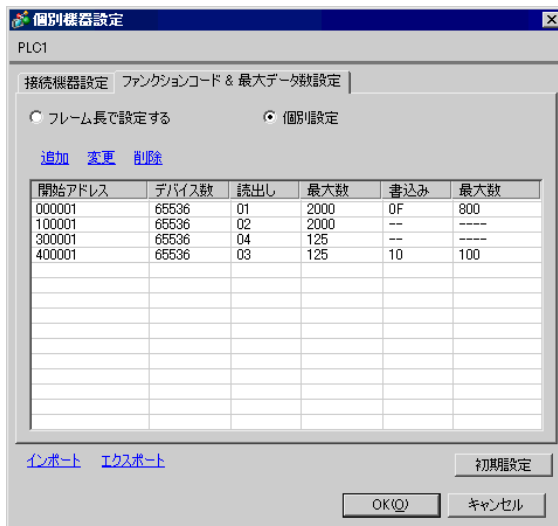 個別機器設定
PLC1
接続機器設定 ファンクションコード & 最大データ数設定
フレーム長で設定する 個別設定
追加 変更 削除
開始アドレス デバイス数 読出し 最大数 書込み 最大数
000001 65536 01 2000 0F 800
100001 65536 02 2000 -- ----
300001 65536 04 125 -- ----
400001 65536 03 125 10 100
インポート エクスポート 初期設定
OK(O) キャンセル